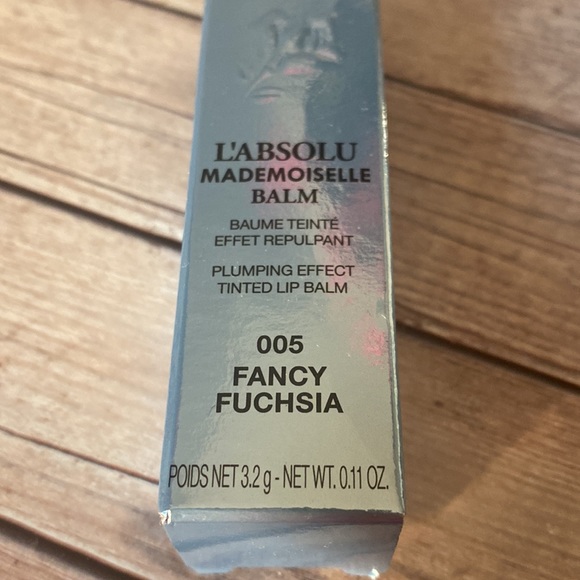 L'ABSOLU
MADEMOISELLE
BALM
BAUME TEINTÉ
EFFET REPULPANT
PLUMPING EFFECT
TINTED LIP BALM
005
FANCY
FUCHSIA
POIDS NET 3.2 g - NET WT. 0.11 OZ.